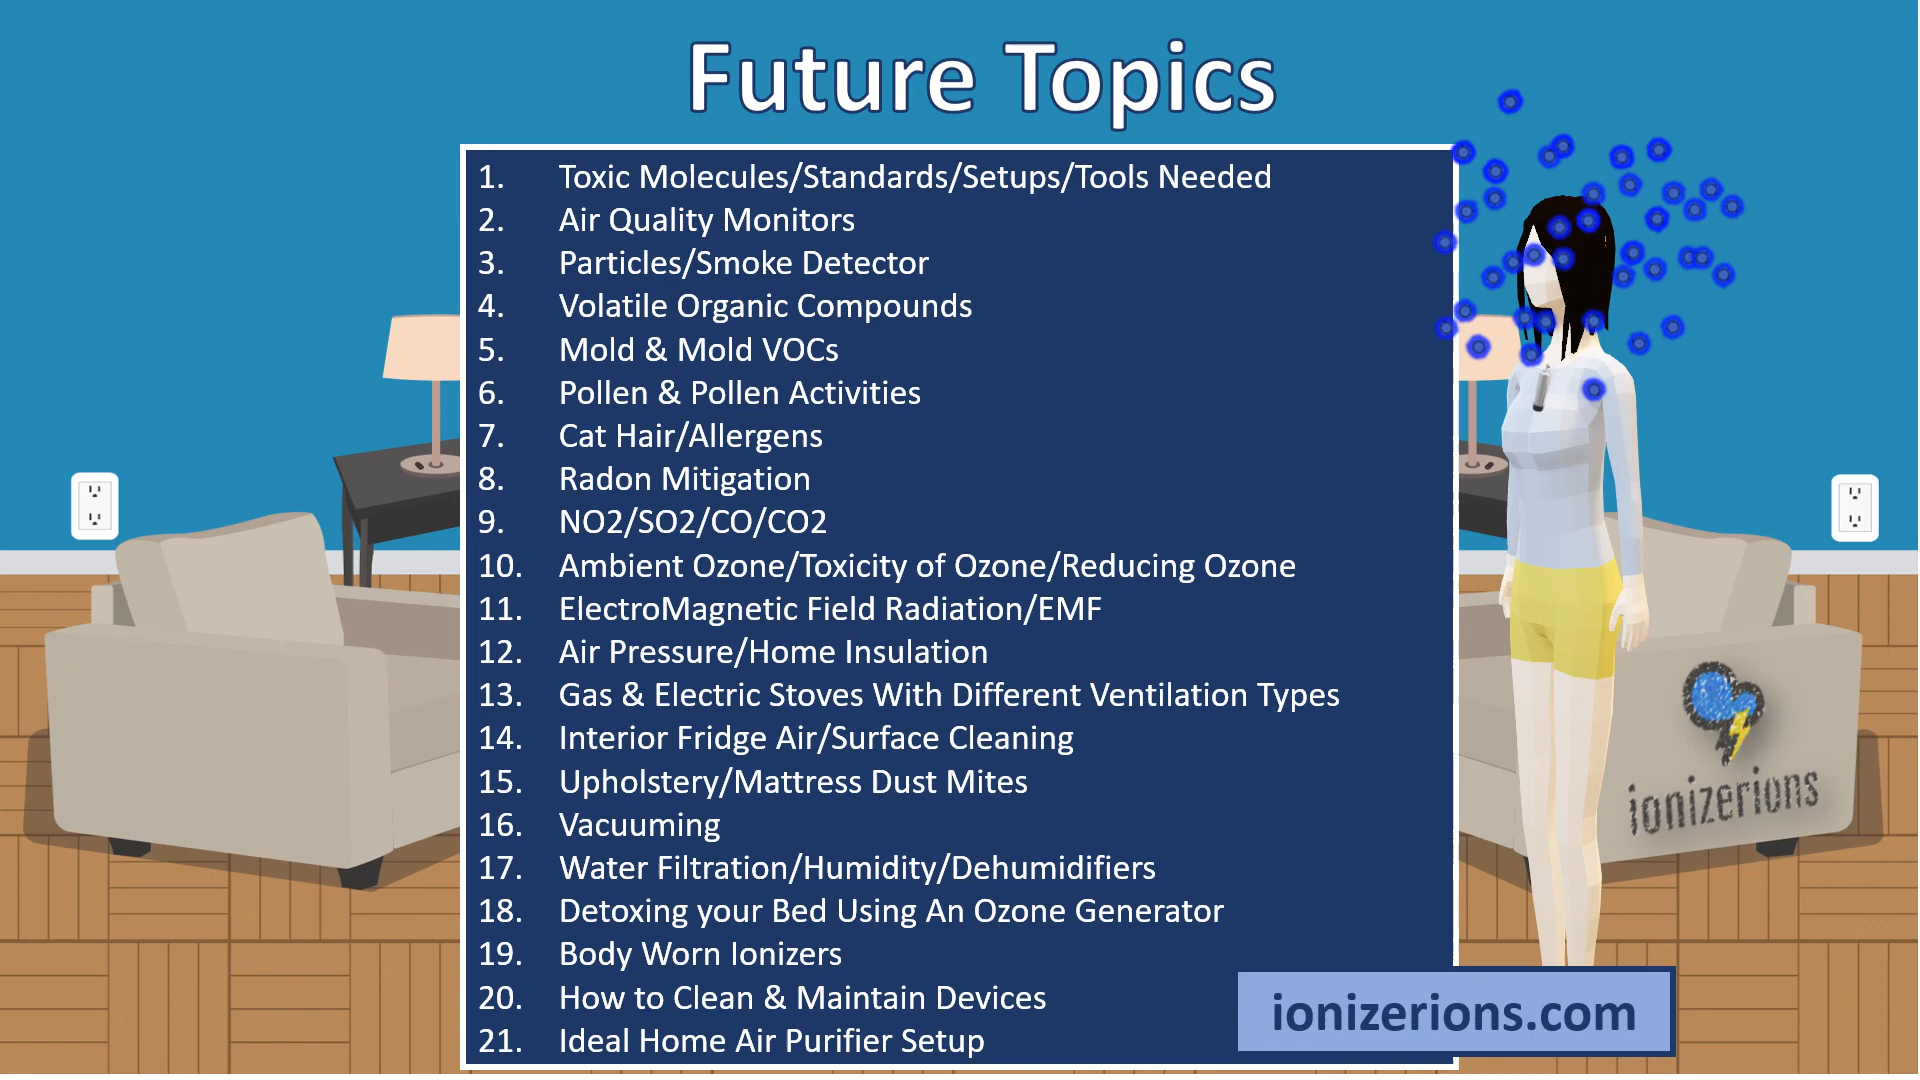 Future Topics
1. Toxic Molecules/Standards/Setups/Tools Needed
2. Air Quality Monitors
3. Particles/Smoke Detector
4. Volatile Organic Compounds
5. Mold & Mold VOCs
6. Pollen & Pollen Activities
7. Cat Hair/Allergens
8. Radon Mitigation
9. NO2/SO2/CO/CO2
10. Ambient Ozone/Toxicity of Ozone/Reducing Ozone
11. ElectroMagnetic Field Radiation/EMF
12. Air Pressure/Home Insulation
13. Gas & Electric Stoves With Different Ventilation Types
14. Interior Fridge Air/Surface Cleaning
15. Upholstery/Mattress Dust Mites
16. Vacuuming
17. Water Filtration/Humidity/Dehumidifiers
18. Detoxing your Bed Using An Ozone Generator
19. Body Worn Ionizers
20. How to Clean & Maintain Devices
21. Ideal Home Air Purifier Setup
ionizerions
ionizerions.com